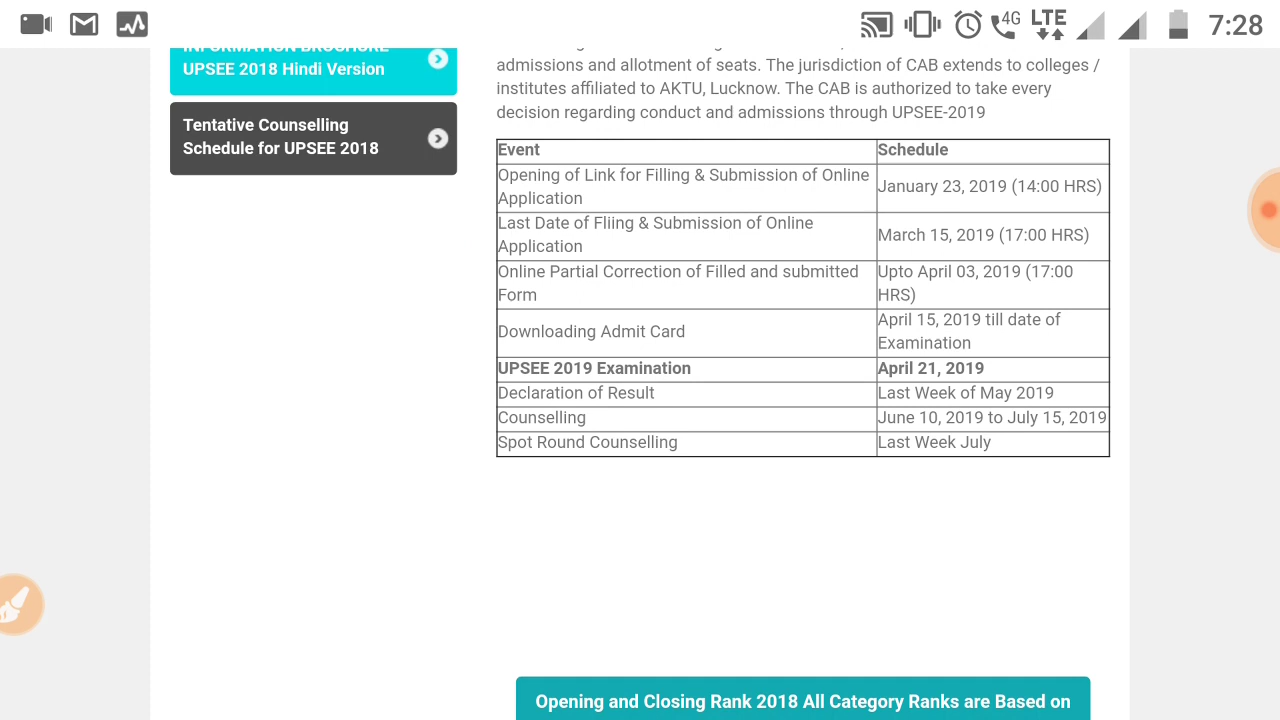 4G LTE 7:28
INFORMATION BROCHURE
UPSEE 2018 Hindi Version
Tentative Counselling
Schedule for UPSEE 2018
admissions and allotment of seats. The jurisdiction of CAB extends to colleges /
institutes affiliated to AKTU, Lucknow. The CAB is authorized to take every
decision regarding conduct and admissions through UPSEE-2019
Event Schedule
Opening of Link for Filling & Submission of Online
Application
January 23, 2019 (14:00 HRS)
Last Date of Fliing & Submission of Online
Application
March 15, 2019 (17:00 HRS)
Online Partial Correction of Filled and submitted
Form
Upto April 03, 2019 (17:00
HRS)
Downloading Admit Card
April 15, 2019 till date of
Examination
UPSEE 2019 Examination April 21, 2019
Declaration of Result Last Week of May 2019
Counselling June 10, 2019 to July 15, 2019
Spot Round Counselling Last Week July
Opening and Closing Rank 2018 All Category Ranks are Based on